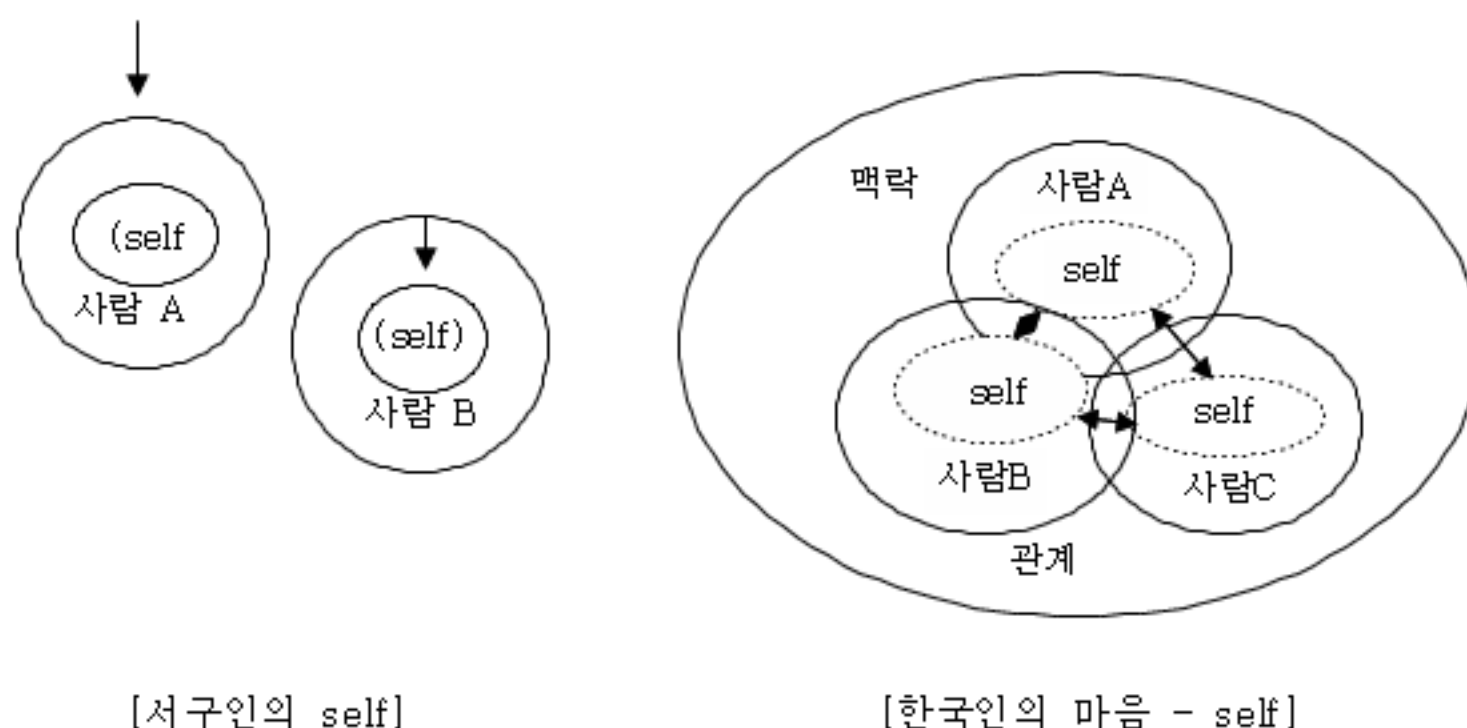 (self
사람 A
(self)
사람 B
맥락
사람A
self
self
self
사람B
사람C
관계
[서구인의 self]
[한국인의 마음 - self]